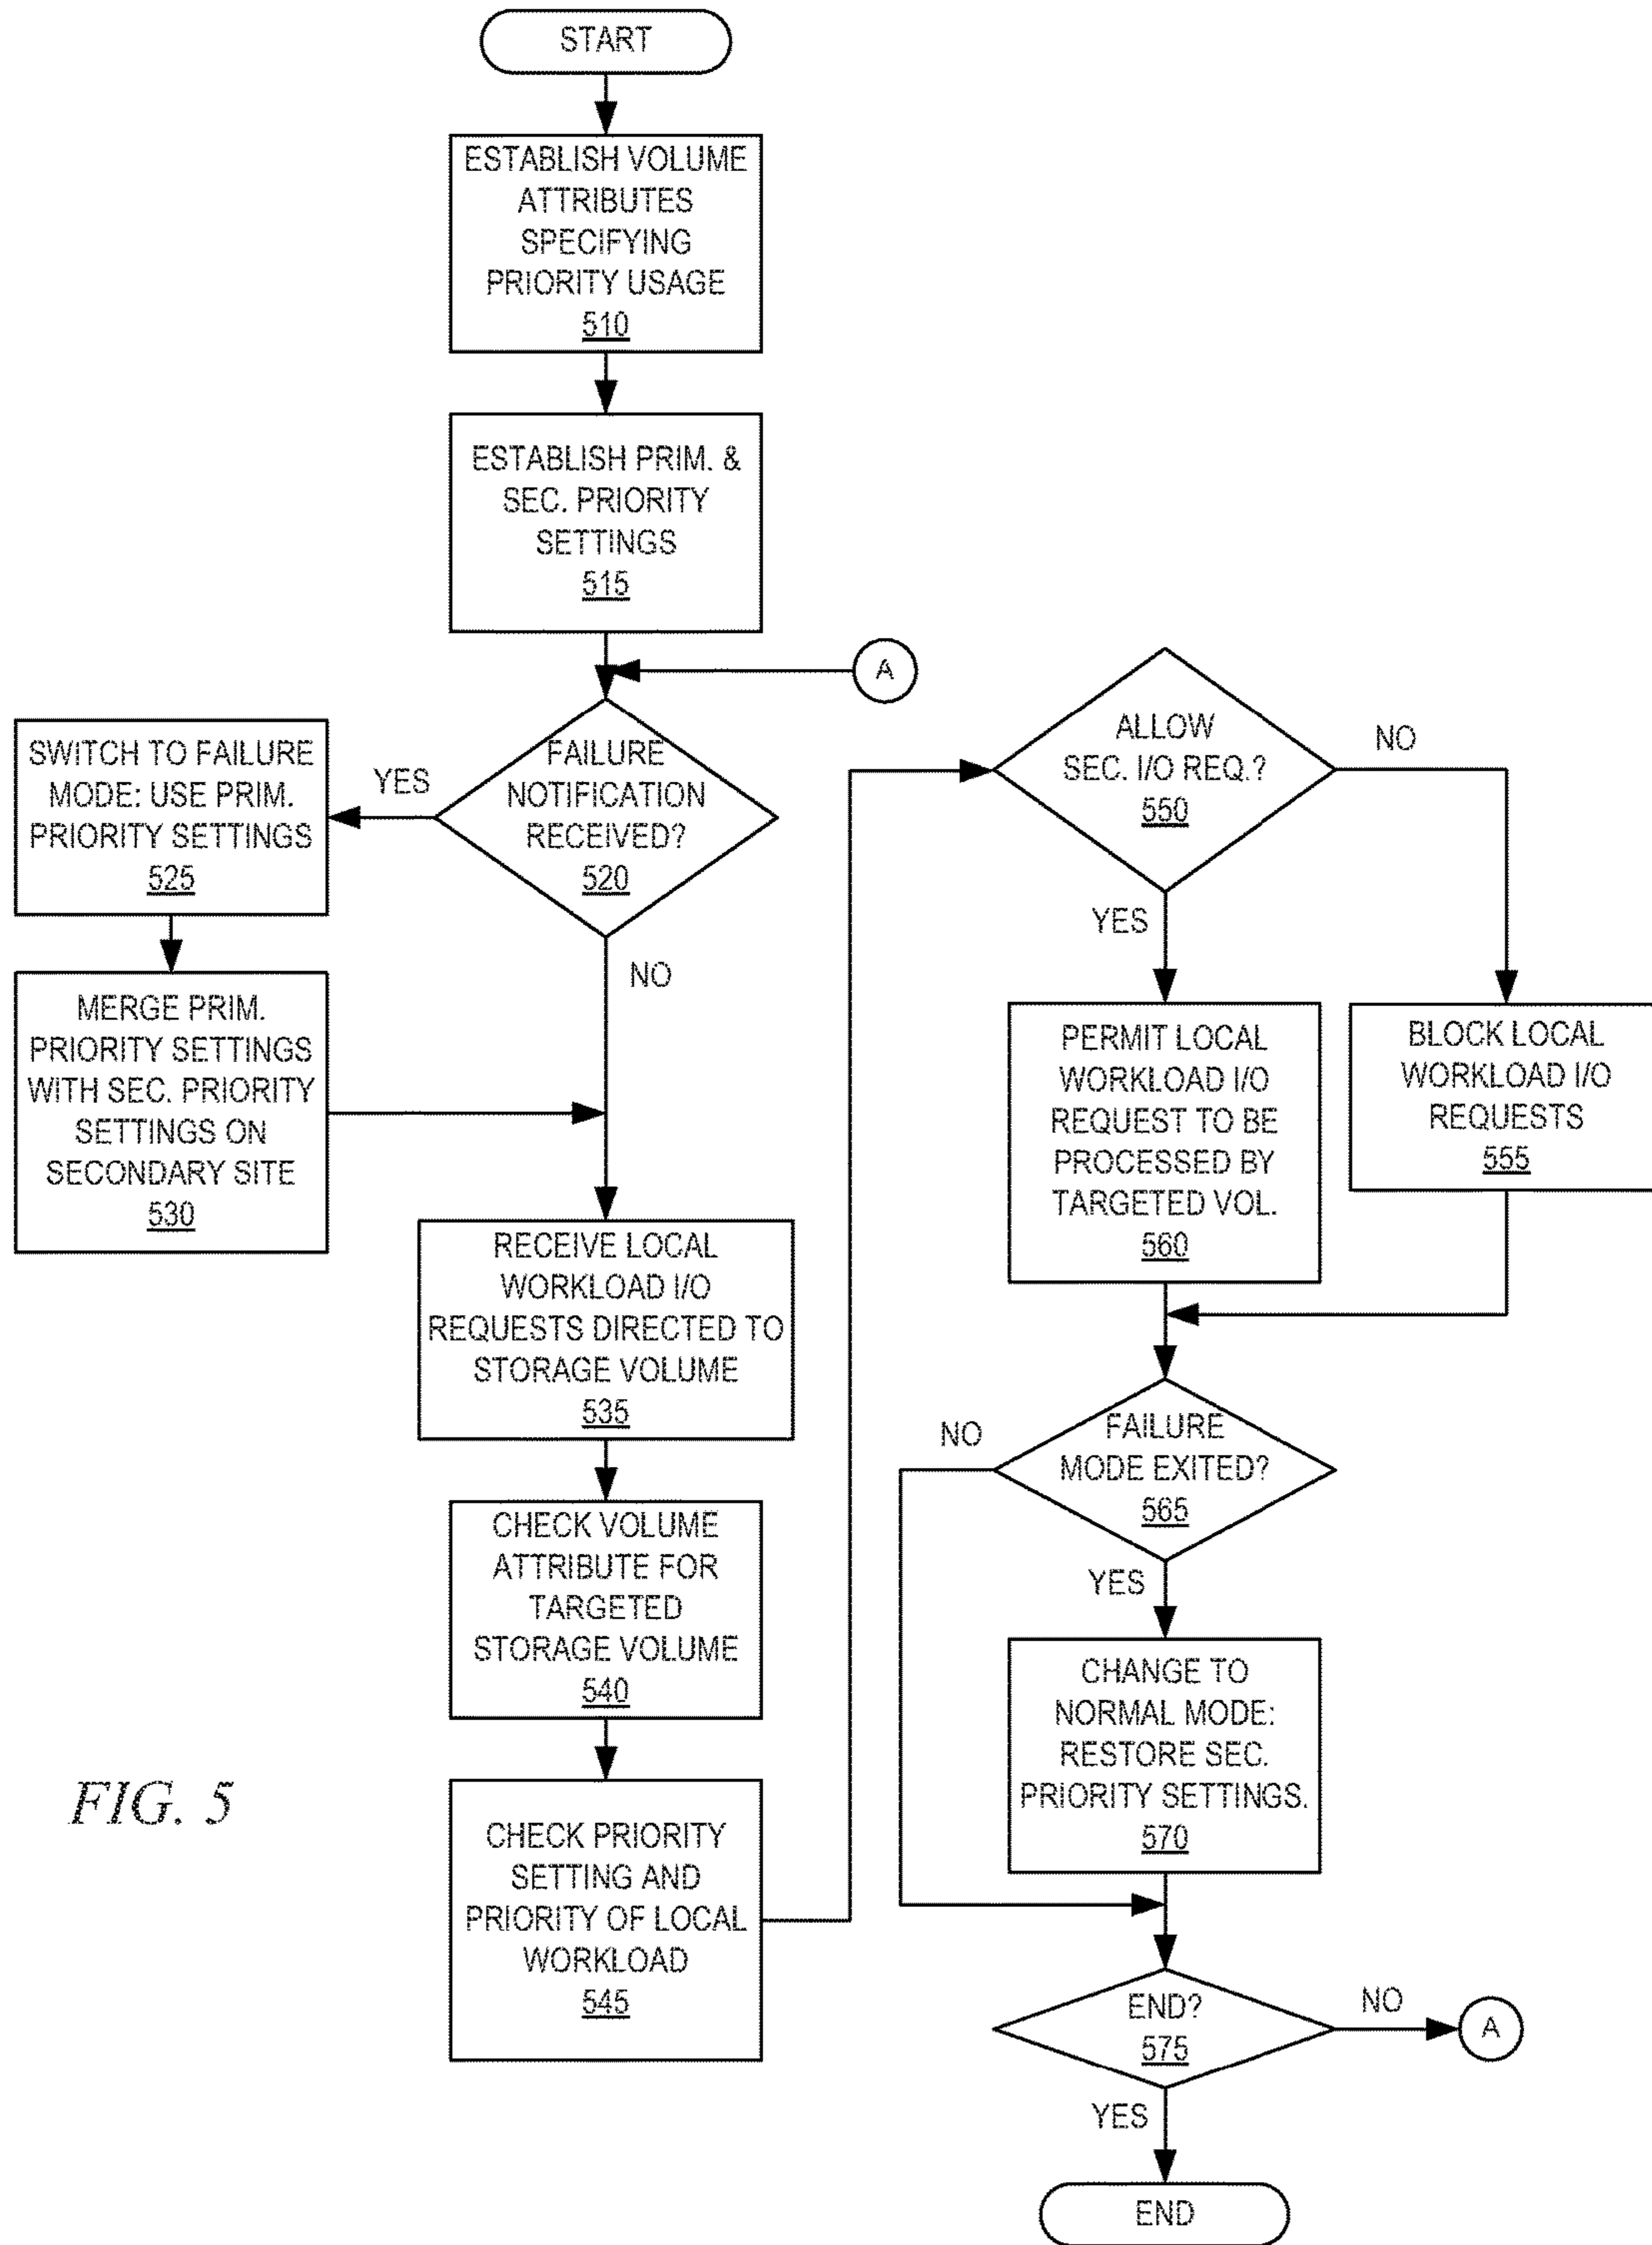 START
ESTABLISH VOLUME
ATTRIBUTES
SPECIFYING
PRIORITY USAGE
510
ESTABLISH PRIM. &
SEC. PRIORITY
SETTINGS
515
A
FAILURE
NOTIFICATION
RECEIVED?
520
YES
NO
SWITCH TO FAILURE
MODE: USE PRIM.
PRIORITY SETTINGS
525
MERGE PRIM.
PRIORITY SETTINGS
WITH SEC. PRIORITY
SETTINGS ON
SECONDARY SITE
530
RECEIVE LOCAL
WORKLOAD I/O
REQUESTS DIRECTED TO
STORAGE VOLUME
535
CHECK VOLUME
ATTRIBUTE FOR
TARGETED
STORAGE VOLUME
540
CHECK PRIORITY
SETTING AND
PRIORITY OF LOCAL
WORKLOAD
545
ALLOW
SEC. I/O REQ.?
550
NO
YES
PERMIT LOCAL
WORKLOAD I/O
REQUEST TO BE
PROCESSED BY
TARGETED VOL.
560
BLOCK LOCAL
WORKLOAD I/O
REQUESTS
555
FAILURE
MODE EXITED?
565
NO
YES
CHANGE TO
NORMAL MODE:
RESTORE SEC.
PRIORITY SETTINGS.
570
END?
575
NO
A
YES
END
FIG. 5